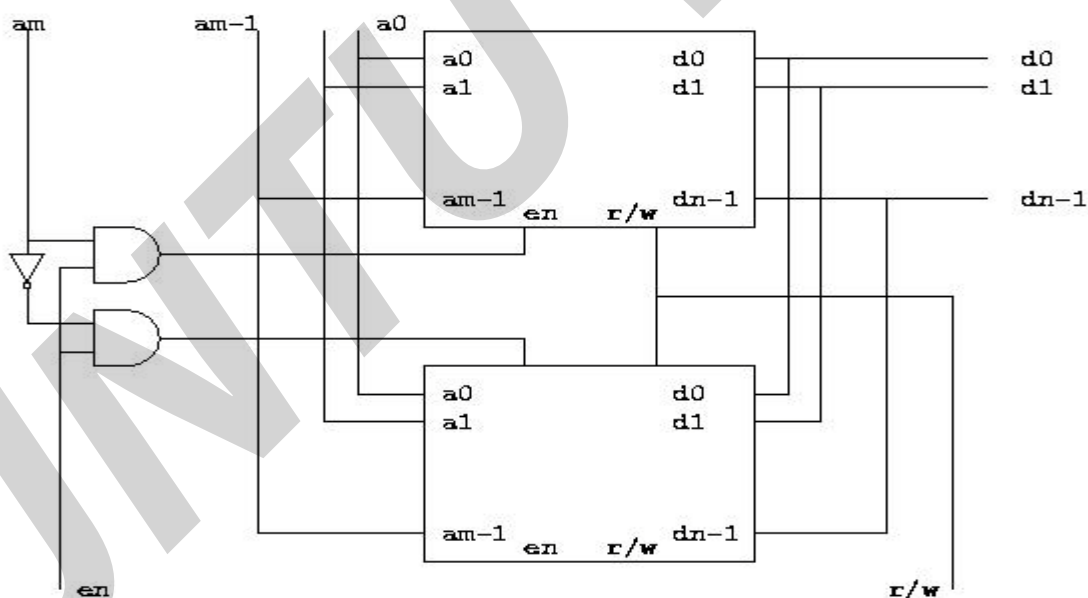 am am-1 a0
a0 d0 d0
a1 d1 d1
am-1 dn-1 dn-1
en r/w
a0 d0
a1 d1
am-1 dn-1
en r/w
en r/w
UNTU